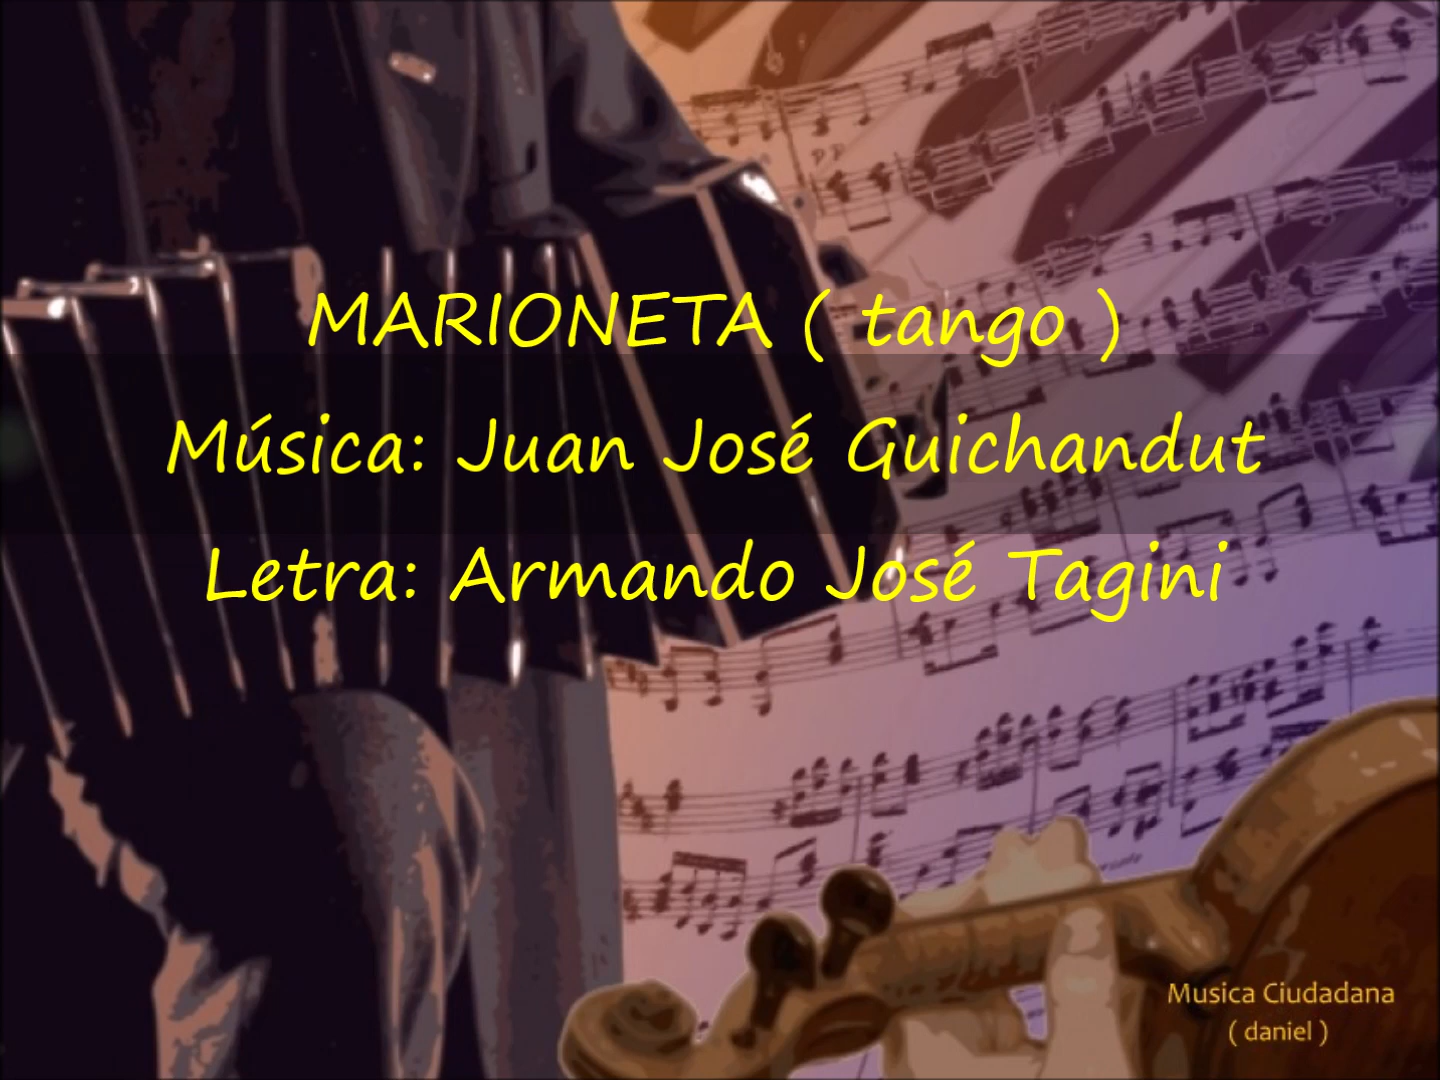 MARIONETA ( tango )
Música: Juan José Guichandut
Letra: Armando José Tagini
Musica Ciudadana
( daniel )